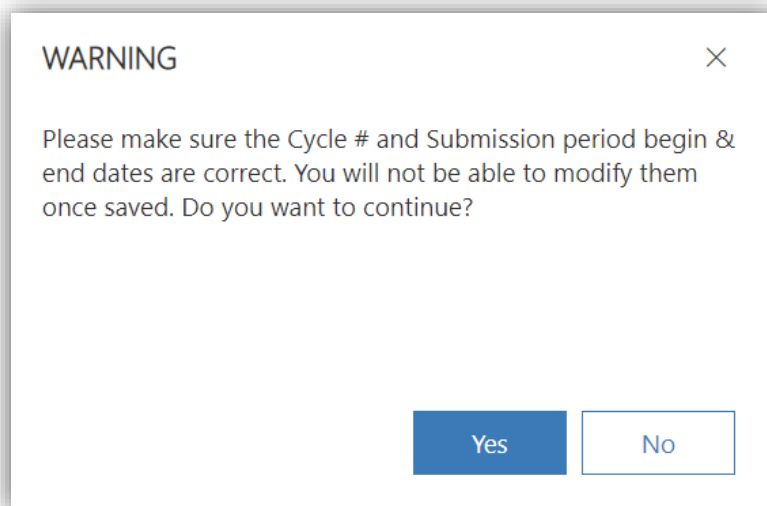 WARNING
Please make sure the Cycle # and Submission period begin &
end dates are correct. You will not be able to modify them
once saved. Do you want to continue?
Yes
No